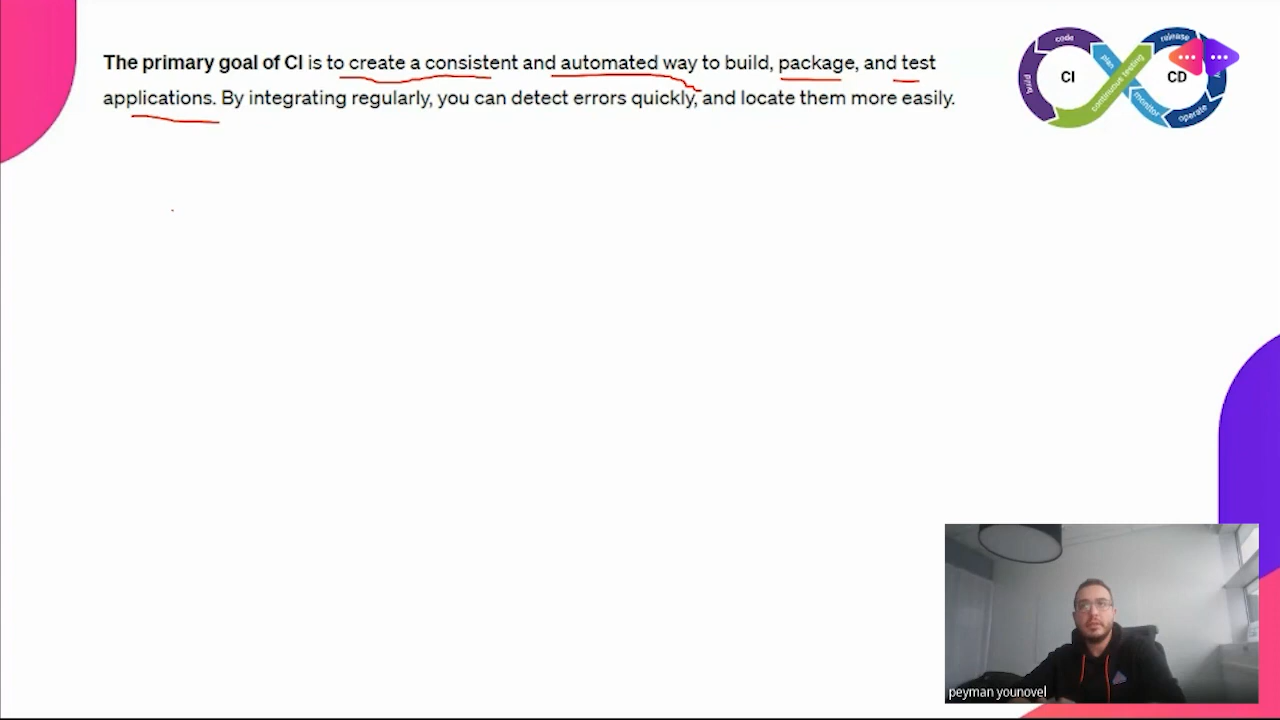 The primary goal of CI is to create a consistent and automated way to build, package, and test
applications. By integrating regularly, you can detect errors quickly, and locate them more easily.
code
build
CI
plan
continuous testing
release
CD
monitor
operate
peyman younovel